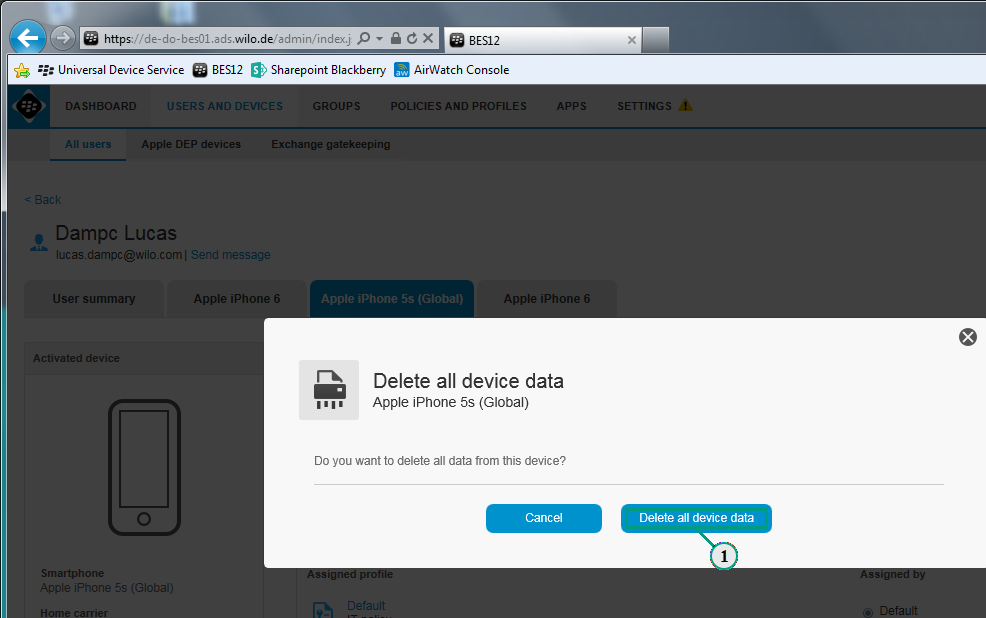 https://de-do-bes01.ads.wilo.de/admin/index.j
BES12
Universal Device Service BES12 Sharepoint Blackberry AirWatch Console
DASHBOARD USERS AND DEVICES GROUPS POLICIES AND PROFILES APPS SETTINGS
All users Apple DEP devices Exchange gatekeeping
< Back
Dampc Lucas
lucas.dampc@wilo.com | Send message
User summary Apple iPhone 6 Apple iPhone 5s (Global) Apple iPhone 6
Activated device
Delete all device data
Apple iPhone 5s (Global)
Do you want to delete all data from this device?
Cancel Delete all device data
1
Smartphone
Apple iPhone 5s (Global)
Home carrier
Assigned profile Assigned by
Default Default